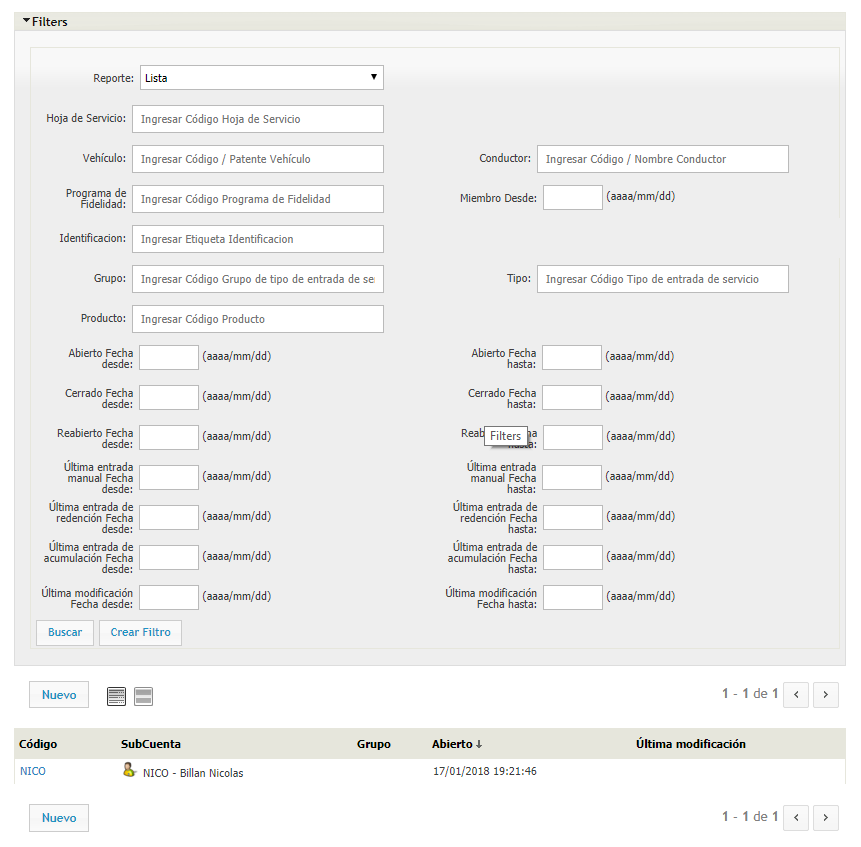 Filters
Reporte: Lista
Hoja de Servicio: Ingresar Código Hoja de Servicio
Vehículo: Ingresar Código / Patente Vehículo Conductor: Ingresar Código / Nombre Conductor
Programa de
Fidelidad: Ingresar Código Programa de Fidelidad Miembro Desde: (aaaa/mm/dd)
Identificacion: Ingresar Etiqueta Identificacion
Grupo: Ingresar Código Grupo de tipo de entrada de se Tipo: Ingresar Código Tipo de entrada de servicio
Producto: Ingresar Código Producto
Abierto Fecha
desde: (aaaa/mm/dd)
Abierto Fecha
hasta: (aaaa/mm/dd)
Cerrado Fecha
desde: (aaaa/mm/dd)
Cerrado Fecha
hasta: (aaaa/mm/dd)
Reabierto Fecha
desde: (aaaa/mm/dd)
Filters
(aaaa/mm/dd)
Última entrada
manual Fecha
desde: (aaaa/mm/dd)
Última entrada
manual Fecha
hasta: (aaaa/mm/dd)
Última entrada de
redención Fecha
desde: (aaaa/mm/dd)
Última entrada de
redención Fecha
hasta: (aaaa/mm/dd)
Última entrada de
acumulación Fecha
desde: (aaaa/mm/dd)
Última entrada de
acumulación Fecha
hasta: (aaaa/mm/dd)
Última modificación
Fecha desde: (aaaa/mm/dd)
Última modificación
Fecha hasta: (aaaa/mm/dd)
Buscar Crear Filtro
Nuevo 1 - 1 de 1 ‹ ›
Código SubCuenta Grupo Abierto ↓ Última modificación
NICO NICO - Billan Nicolas 17/01/2018 19:21:46
Nuevo 1 - 1 de 1 ‹ ›